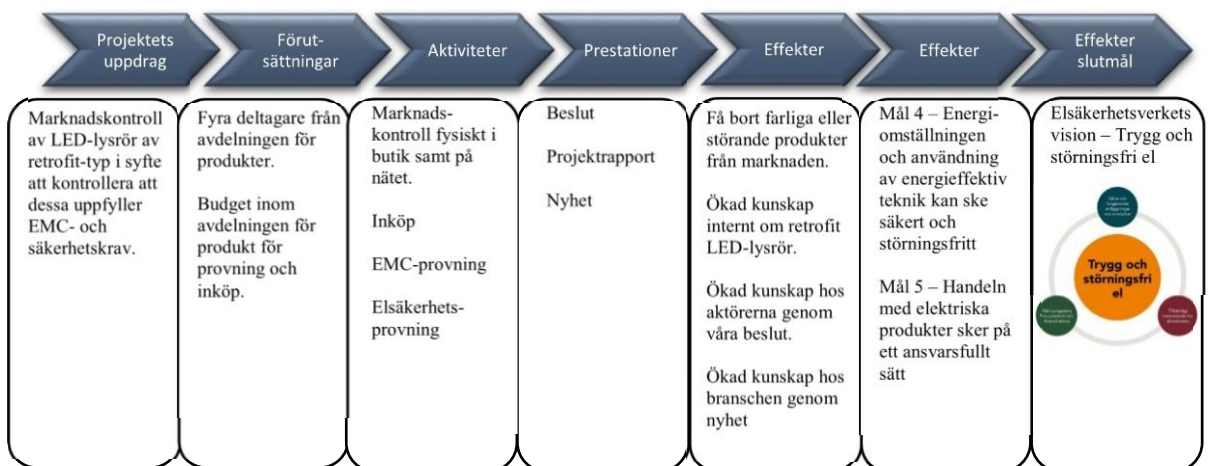 Projektets
uppdrag
Förut-
sättningar
Aktiviteter
Prestationer
Effekter
Effekter
Effekter
slutmål
Marknadskontroll
av LED-lysrör av
retrofit-typ i syfte
att kontrollera att
dessa uppfyller
EMC- och
säkerhetskrav.
Fyra deltagare från
avdelningen för
produkter.
Budget inom
avdelningen för
produkt för
provning och
inköp.
Marknads-
kontroll fysiskt i
butik samt på
nätet.
Inköp
EMC-provning
Elsäkerhets-
provning
Beslut
Projektrapport
Nyhet
Få bort farliga eller
störande produkter
från marknaden.
Ökad kunskap
internt om retrofit
LED-lysrör.
Ökad kunskap hos
aktörerna genom
våra beslut.
Ökad kunskap hos
branschen genom
nyhet
Mål 4 – Energi-
omställningen
och användning
av energieffektiv
teknik kan ske
säkert och
störningsfritt
Mål 5 – Handeln
med elektriska
produkter sker på
ett ansvarsfullt
sätt
Elsäkerhetsverkets
vision – Trygg och
störningsfri el
Trygg och
störningsfri
el